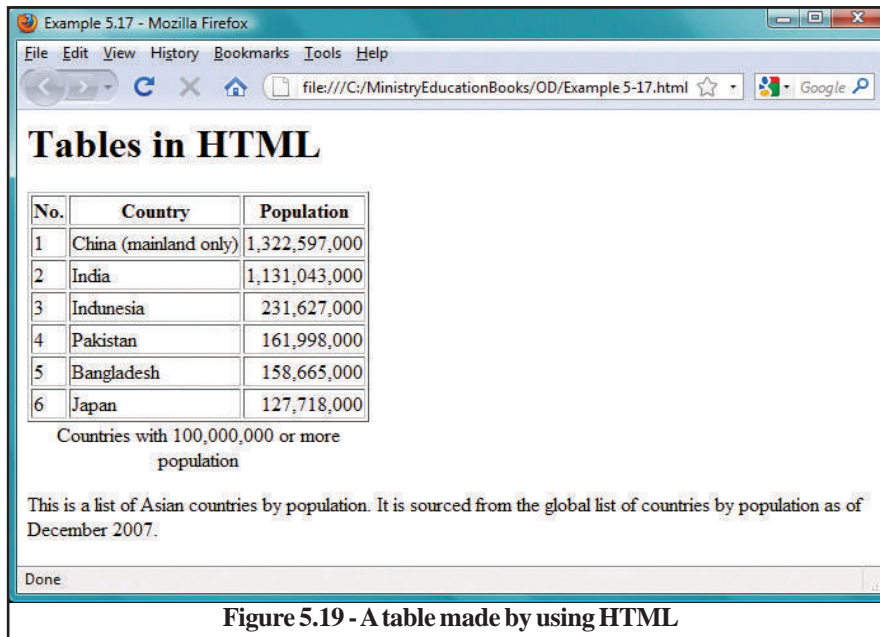 Example 5.17 - Mozilla Firefox
File Edit View History Bookmarks Tools Help
file:///C:/MinistryEducationBooks/OD/Example 5-17.html Google
Tables in HTML
No. Country Population
1 China (mainland only) 1,322,597,000
2 India 1,131,043,000
3 Indunesia 231,627,000
4 Pakistan 161,998,000
5 Bangladesh 158,665,000
6 Japan 127,718,000
Countries with 100,000,000 or more
population
This is a list of Asian countries by population. It is sourced from the global list of countries by population as of
December 2007.
Done
Figure 5.19 - A table made by using HTML